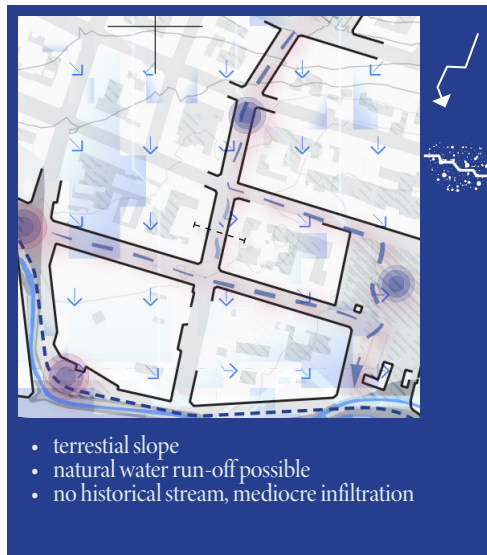 • terrestial slope
• natural water run-off possible
• no historical stream, mediocre infiltration